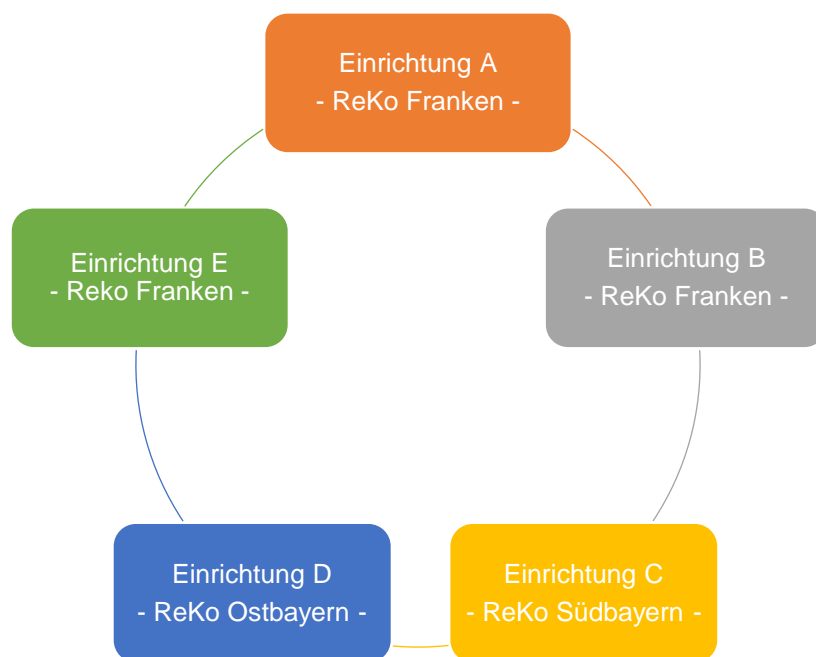 Einrichtung A
- ReKo Franken -
Einrichtung B
- ReKo Franken -
Einrichtung C
- ReKo Südbayern -
Einrichtung D
- ReKo Ostbayern -
Einrichtung E
- Reko Franken -